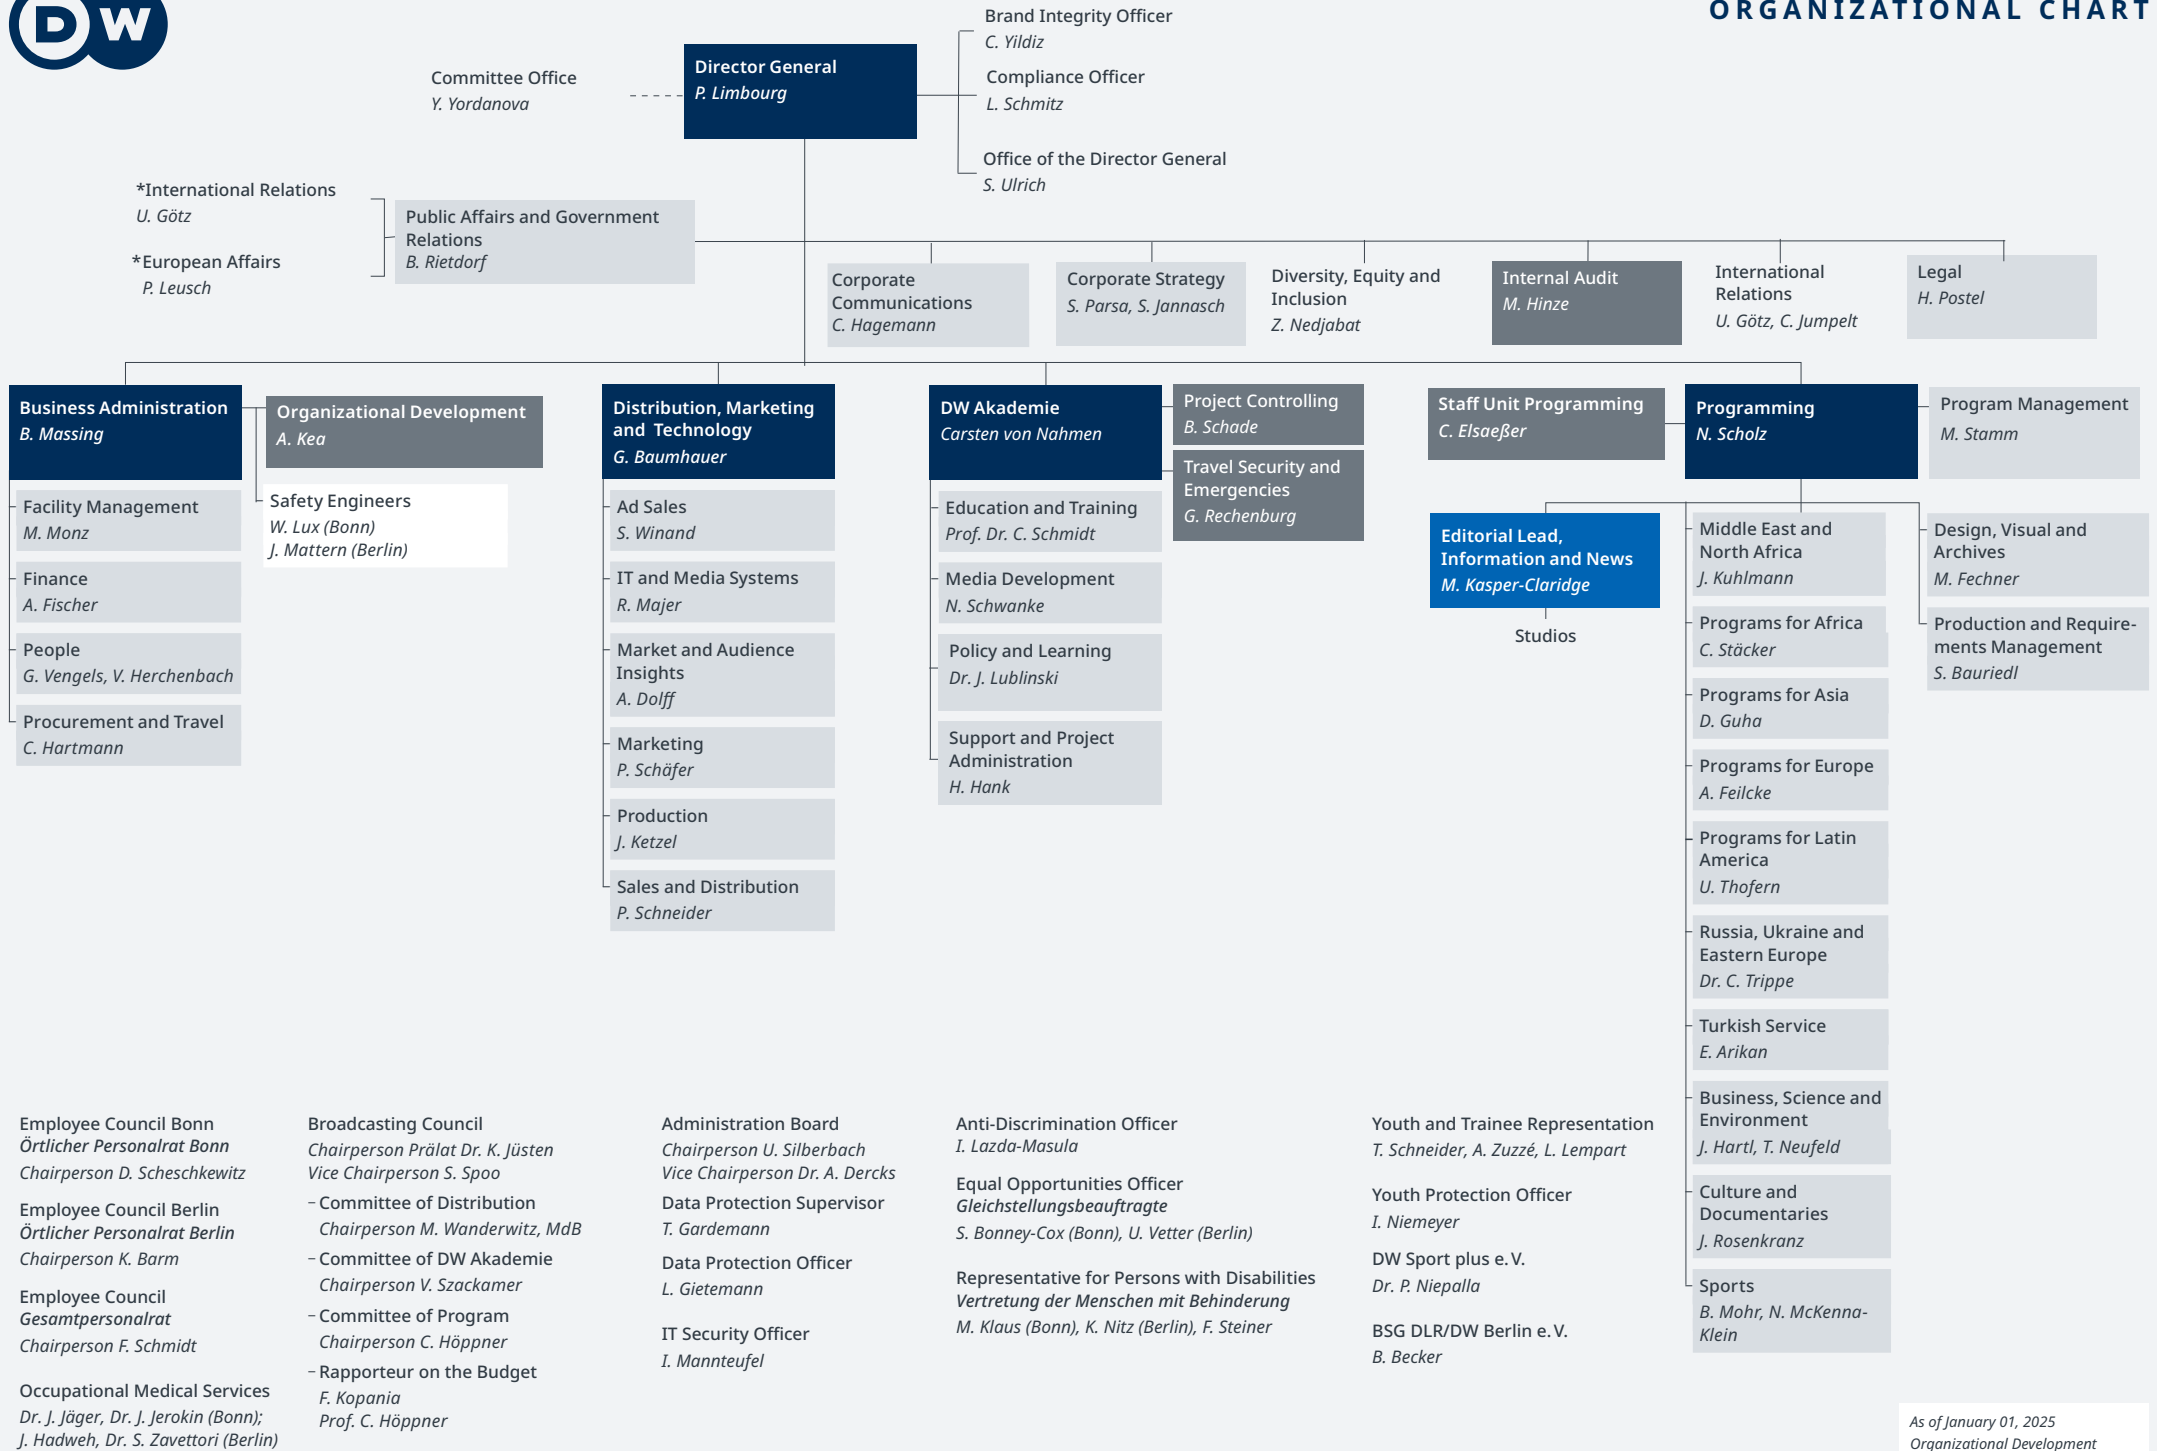 DW
ORGANIZATIONAL CHART
Brand Integrity Officer
C. Yildiz
Director General
P. Limbourg
Committee Office
Y. Yordanova
Compliance Officer
L. Schmitz
Office of the Director General
S. Ulrich
*International Relations
U. Götz
*European Affairs
P. Leusch
Public Affairs and Government
Relations
B. Rietdorf
Corporate
Communications
C. Hagemann
Corporate Strategy
S. Parsa, S. Jannasch
Diversity, Equity and
Inclusion
Z. Nedjabat
Internal Audit
M. Hinze
International
Relations
U. Götz, C. Jumpelt
Legal
H. Postel
Business Administration
B. Massing
Organizational Development
A. Kea
Safety Engineers
W. Lux (Bonn)
J. Mattern (Berlin)
Facility Management
M. Monz
Finance
A. Fischer
People
G. Vengels, V. Herchenbach
Procurement and Travel
C. Hartmann
Distribution, Marketing
and Technology
G. Baumhauer
Ad Sales
S. Winand
IT and Media Systems
R. Majer
Market and Audience
Insights
A. Dolff
Marketing
P. Schäfer
Production
J. Ketzel
Sales and Distribution
P. Schneider
DW Akademie
Carsten von Nahmen
Project Controlling
B. Schade
Travel Security and
Emergencies
G. Rechenburg
Education and Training
Prof. Dr. C. Schmidt
Media Development
N. Schwanke
Policy and Learning
Dr. J. Lublinski
Support and Project
Administration
H. Hank
Staff Unit Programming
C. Elsaeßer
Programming
N. Scholz
Program Management
M. Stamm
Editorial Lead,
Information and News
M. Kasper-Claridge
Studios
Middle East and
North Africa
J. Kuhlmann
Programs for Africa
C. Stäcker
Programs for Asia
D. Guha
Programs for Europe
A. Feilcke
Programs for Latin
America
U. Thofern
Russia, Ukraine and
Eastern Europe
Dr. C. Trippe
Turkish Service
E. Arikan
Business, Science and
Environment
J. Hartl, T. Neufeld
Culture and
Documentaries
J. Rosenkranz
Sports
B. Mohr, N. McKenna-
Klein
Design, Visual and
Archives
M. Fechner
Production and Require-
ments Management
S. Bauriedl
Employee Council Bonn
Örtlicher Personalrat Bonn
Chairperson D. Scheschkewitz
Employee Council Berlin
Örtlicher Personalrat Berlin
Chairperson K. Barm
Employee Council
Gesamtpersonalrat
Chairperson F. Schmidt
Occupational Medical Services
Dr. J. Jäger, Dr. J. Jerokin (Bonn);
J. Hadweh, Dr. S. Zavettori (Berlin)
Broadcasting Council
Chairperson Prälat Dr. K. Jüsten
Vice Chairperson S. Spoo
– Committee of Distribution
Chairperson M. Wanderwitz, MdB
– Committee of DW Akademie
Chairperson V. Szackamer
– Committee of Program
Chairperson C. Höppner
– Rapporteur on the Budget
F. Kopania
Prof. C. Höppner
Administration Board
Chairperson U. Silberbach
Vice Chairperson Dr. A. Dercks
Data Protection Supervisor
T. Gardemann
Data Protection Officer
L. Gietemann
IT Security Officer
I. Mannteufel
Anti-Discrimination Officer
I. Lazda-Masula
Equal Opportunities Officer
Gleichstellungsbeauftragte
S. Bonney-Cox (Bonn), U. Vetter (Berlin)
Representative for Persons with Disabilities
Vertretung der Menschen mit Behinderung
M. Klaus (Bonn), K. Nitz (Berlin), F. Steiner
Youth and Trainee Representation
T. Schneider, A. Zuzzé, L. Lempart
Youth Protection Officer
I. Niemeyer
DW Sport plus e. V.
Dr. P. Niepalla
BSG DLR/DW Berlin e. V.
B. Becker
As of January 01, 2025
Organizational Development